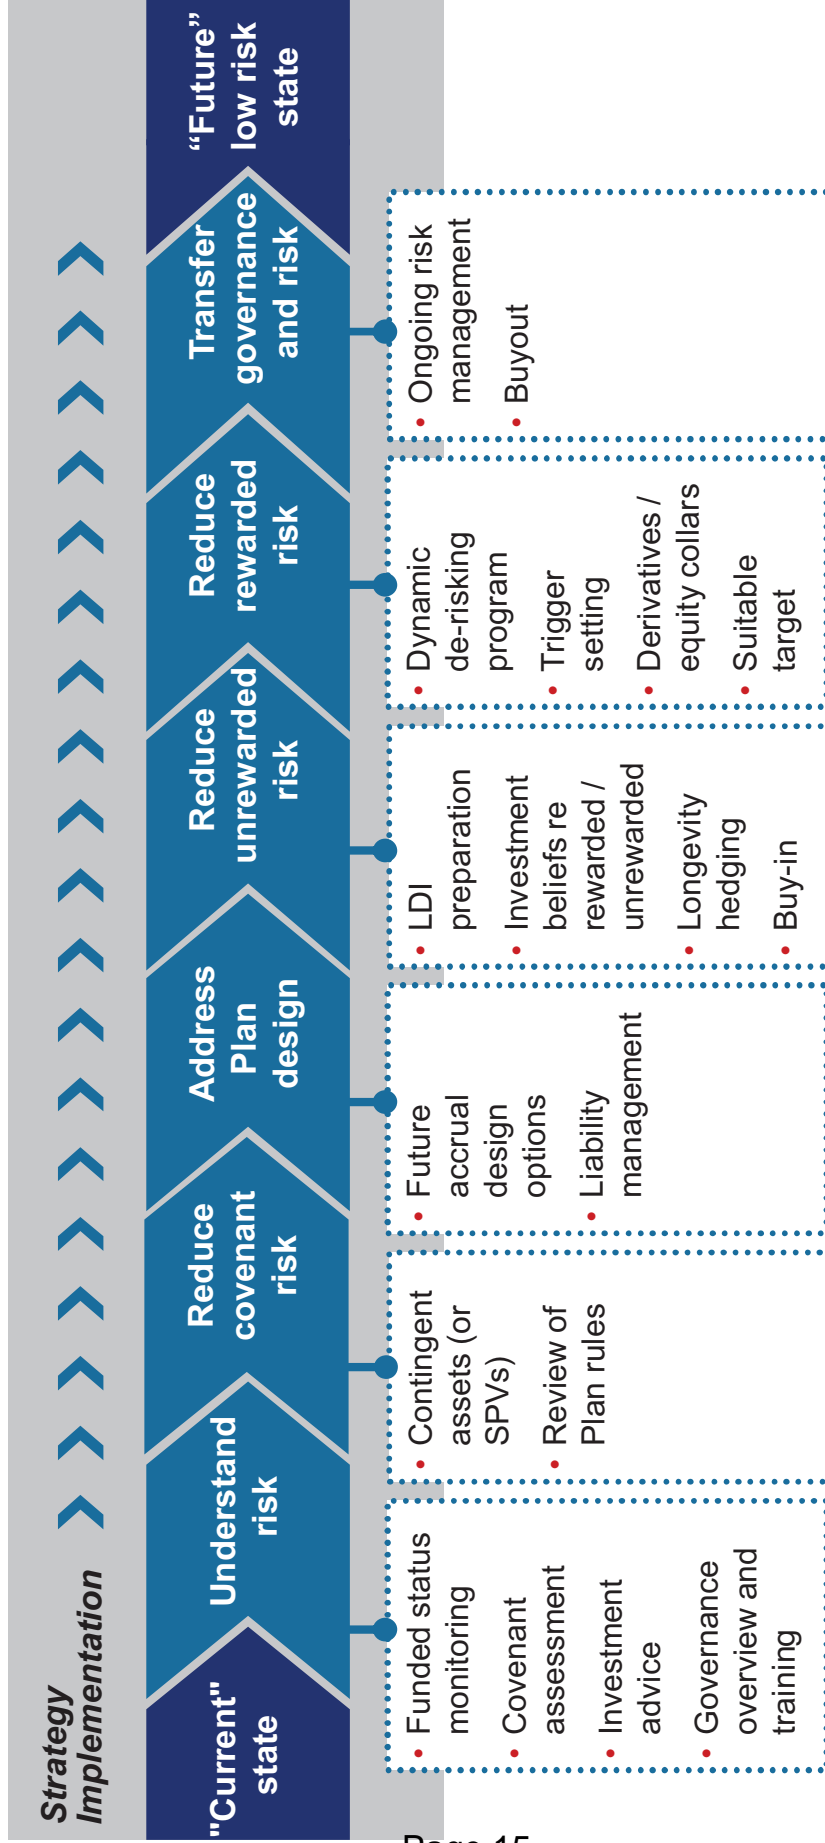 Strategy
Implementation
"Current"
state
Understand
risk
Reduce
covenant
risk
Address
Plan
design
Reduce
unrewarded
risk
Reduce
rewarded
risk
Transfer
governance
and risk
“Future”
low risk
state
• Funded status
monitoring
• Covenant
assessment
• Investment
advice
• Governance
overview and
training
• Contingent
assets (or
SPVs)
• Review of
Plan rules
• Future
accrual
design
options
• Liability
management
• LDI
preparation
• Investment
beliefs re
rewarded /
unrewarded
• Longevity
hedging
• Buy-in
• Dynamic
de-risking
program
• Trigger
setting
• Derivatives /
equity collars
• Suitable
target
• Ongoing risk
management
• Buyout
Page 15